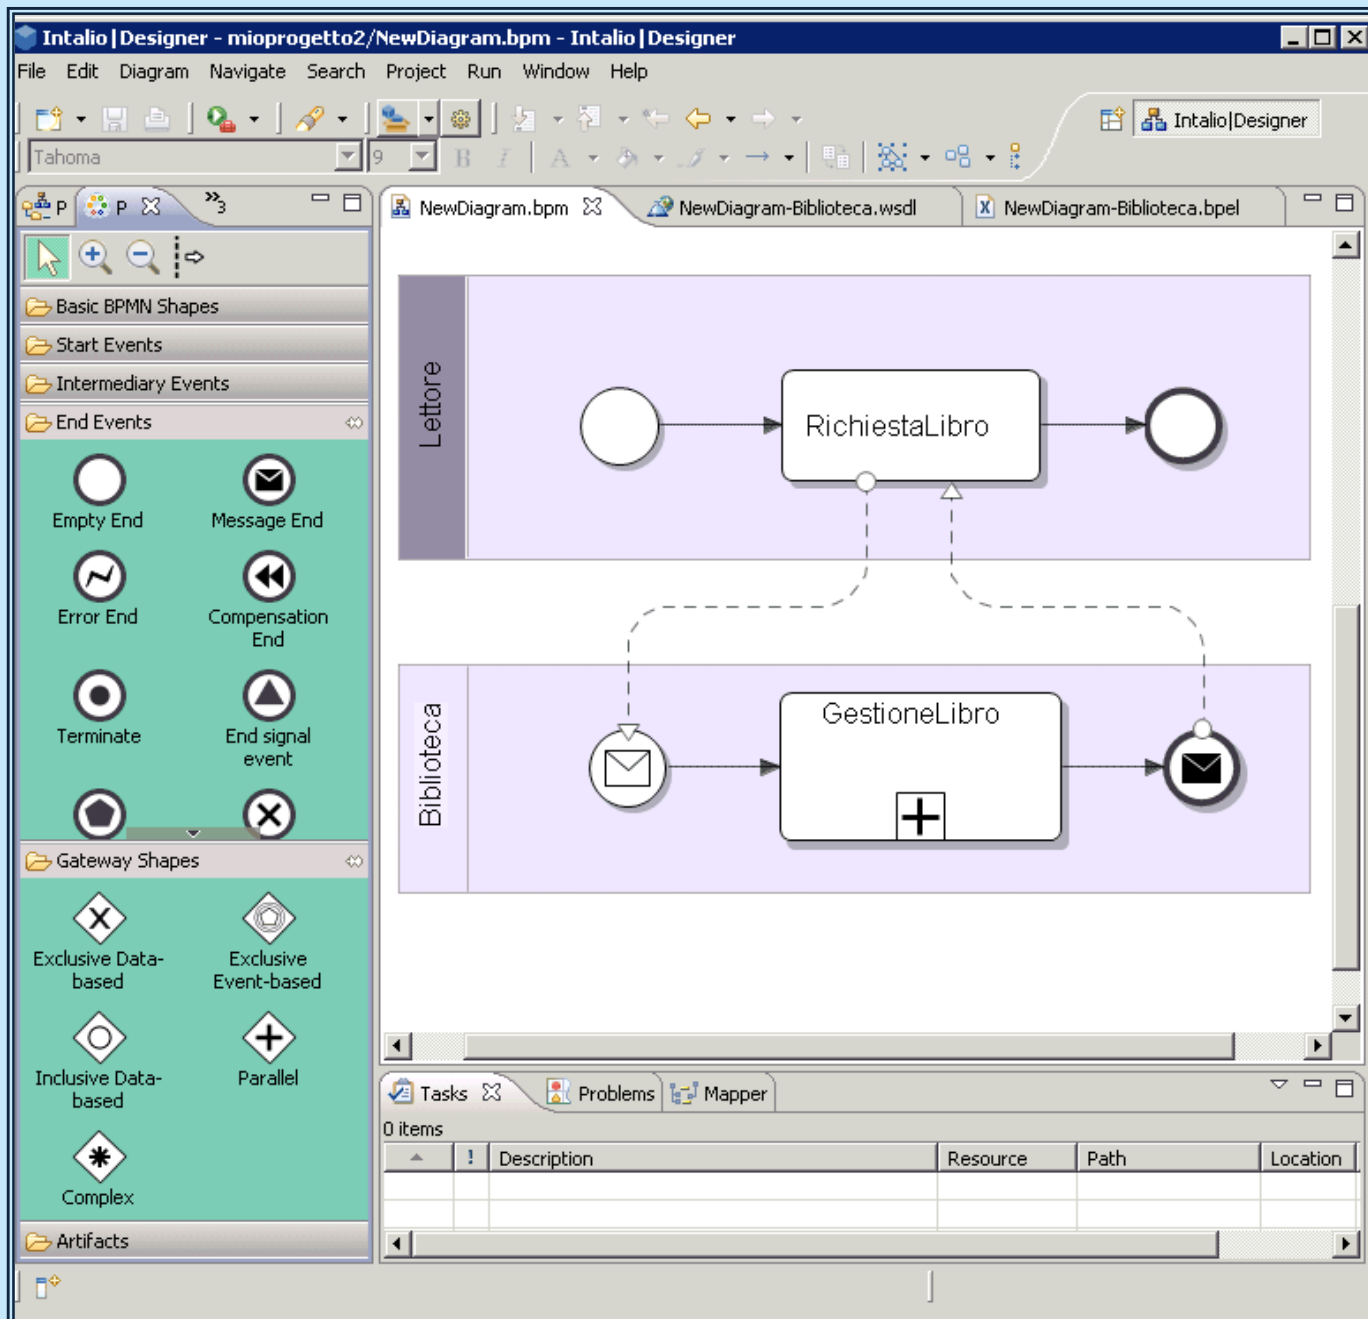 Intalio|Designer - mioprogetto2/NewDiagram.bpm - Intalio|Designer
File Edit Diagram Navigate Search Project Run Window Help
Intalio|Designer
Tahoma 9 B I A
P P »3
NewDiagram.bpm NewDiagram-Biblioteca.wsdl NewDiagram-Biblioteca.bpel
Basic BPMN Shapes
Start Events
Intermediary Events
End Events
Empty End Message End
Error End Compensation
End
Terminate End signal
event
Gateway Shapes
Exclusive Data- Exclusive
based Event-based
Inclusive Data- Parallel
based
Complex
Artifacts
Lettore
RichiestaLibro
Biblioteca
GestioneLibro
Tasks Problems Mapper
0 items
! Description Resource Path Location